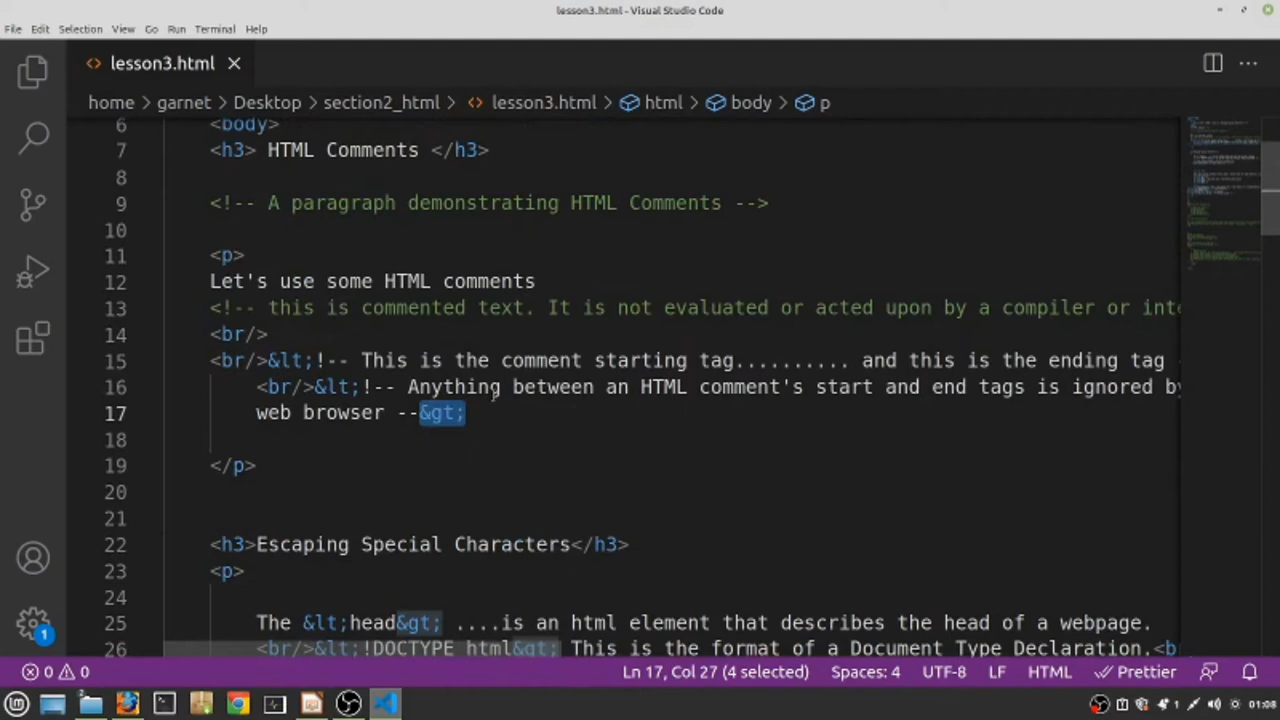 lesson3.html - Visual Studio Code
File Edit Selection View Go Run Terminal Help
lesson3.html
home > garnet > Desktop > section2_html > lesson3.html > html > body > p
6 <body>
7 <h3> HTML Comments </h3>
8
9 <!-- A paragraph demonstrating HTML Comments -->
10
11 <p>
12 Let's use some HTML comments
13 <!-- this is commented text. It is not evaluated or acted upon by a compiler or inte
14 <br/>
15 <br/>&lt;!-- This is the comment starting tag.......... and this is the ending tag -
16 <br/>&lt;!-- Anything between an HTML comment's start and end tags is ignored by
17 web browser --&gt;
18
19 </p>
20
21
22 <h3>Escaping Special Characters</h3>
23 <p>
24
25 The &lt;head&gt; ....is an html element that describes the head of a webpage.
26 <br/>&lt;!DOCTYPE html&gt; This is the format of a Document Type Declaration.<b
0 0 Ln 17, Col 27 (4 selected) Spaces: 4 UTF-8 LF HTML Prettier
1
1 01:08